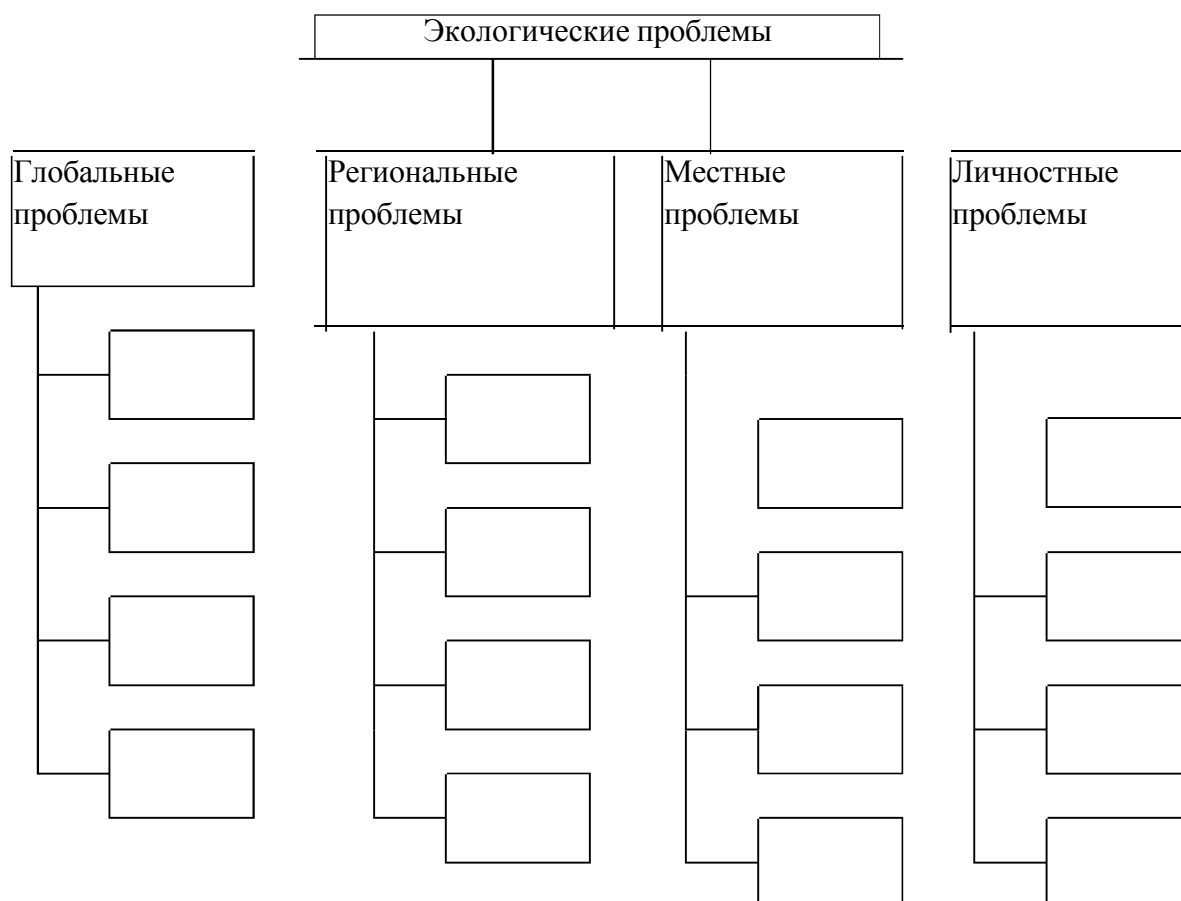 Экологические проблемы
Глобальные
проблемы
Региональные
проблемы
Местные
проблемы
Личностные
проблемы